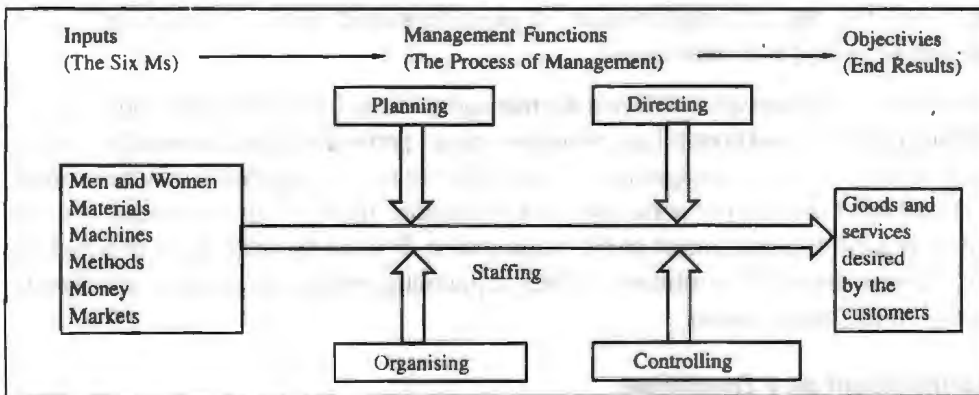 Inputs
(The Six Ms)
Management Functions
(The Process of Management)
Objectivies
(End Results)
Planning
Directing
Men and Women
Materials
Machines
Methods
Money
Markets
Staffing
Goods and
services
desired
by the
customers
Organising
Controlling